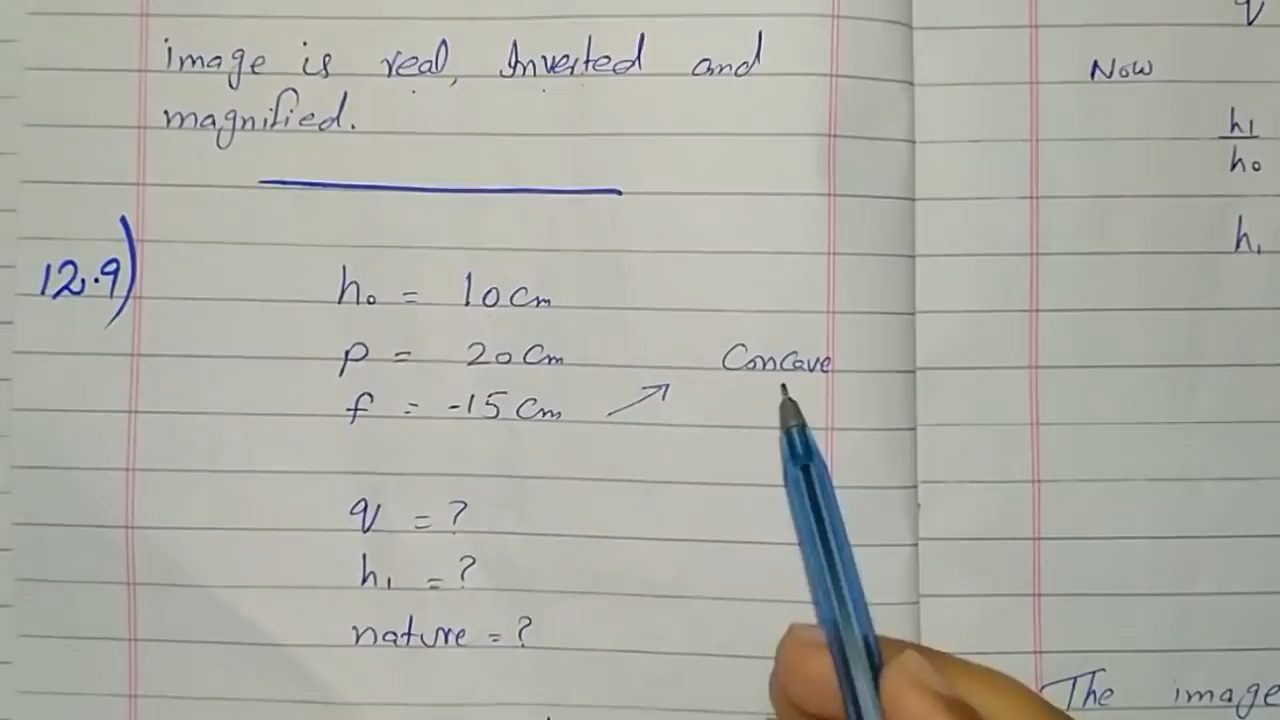 image is real, Inverted and
magnified.
12.9)
h₀ = 10 cm
p = 20 cm
f = -15 cm ↗ Concave
q = ?
h₁ = ?
nature = ?
q
Now
h₁
h₀
h₁
The image